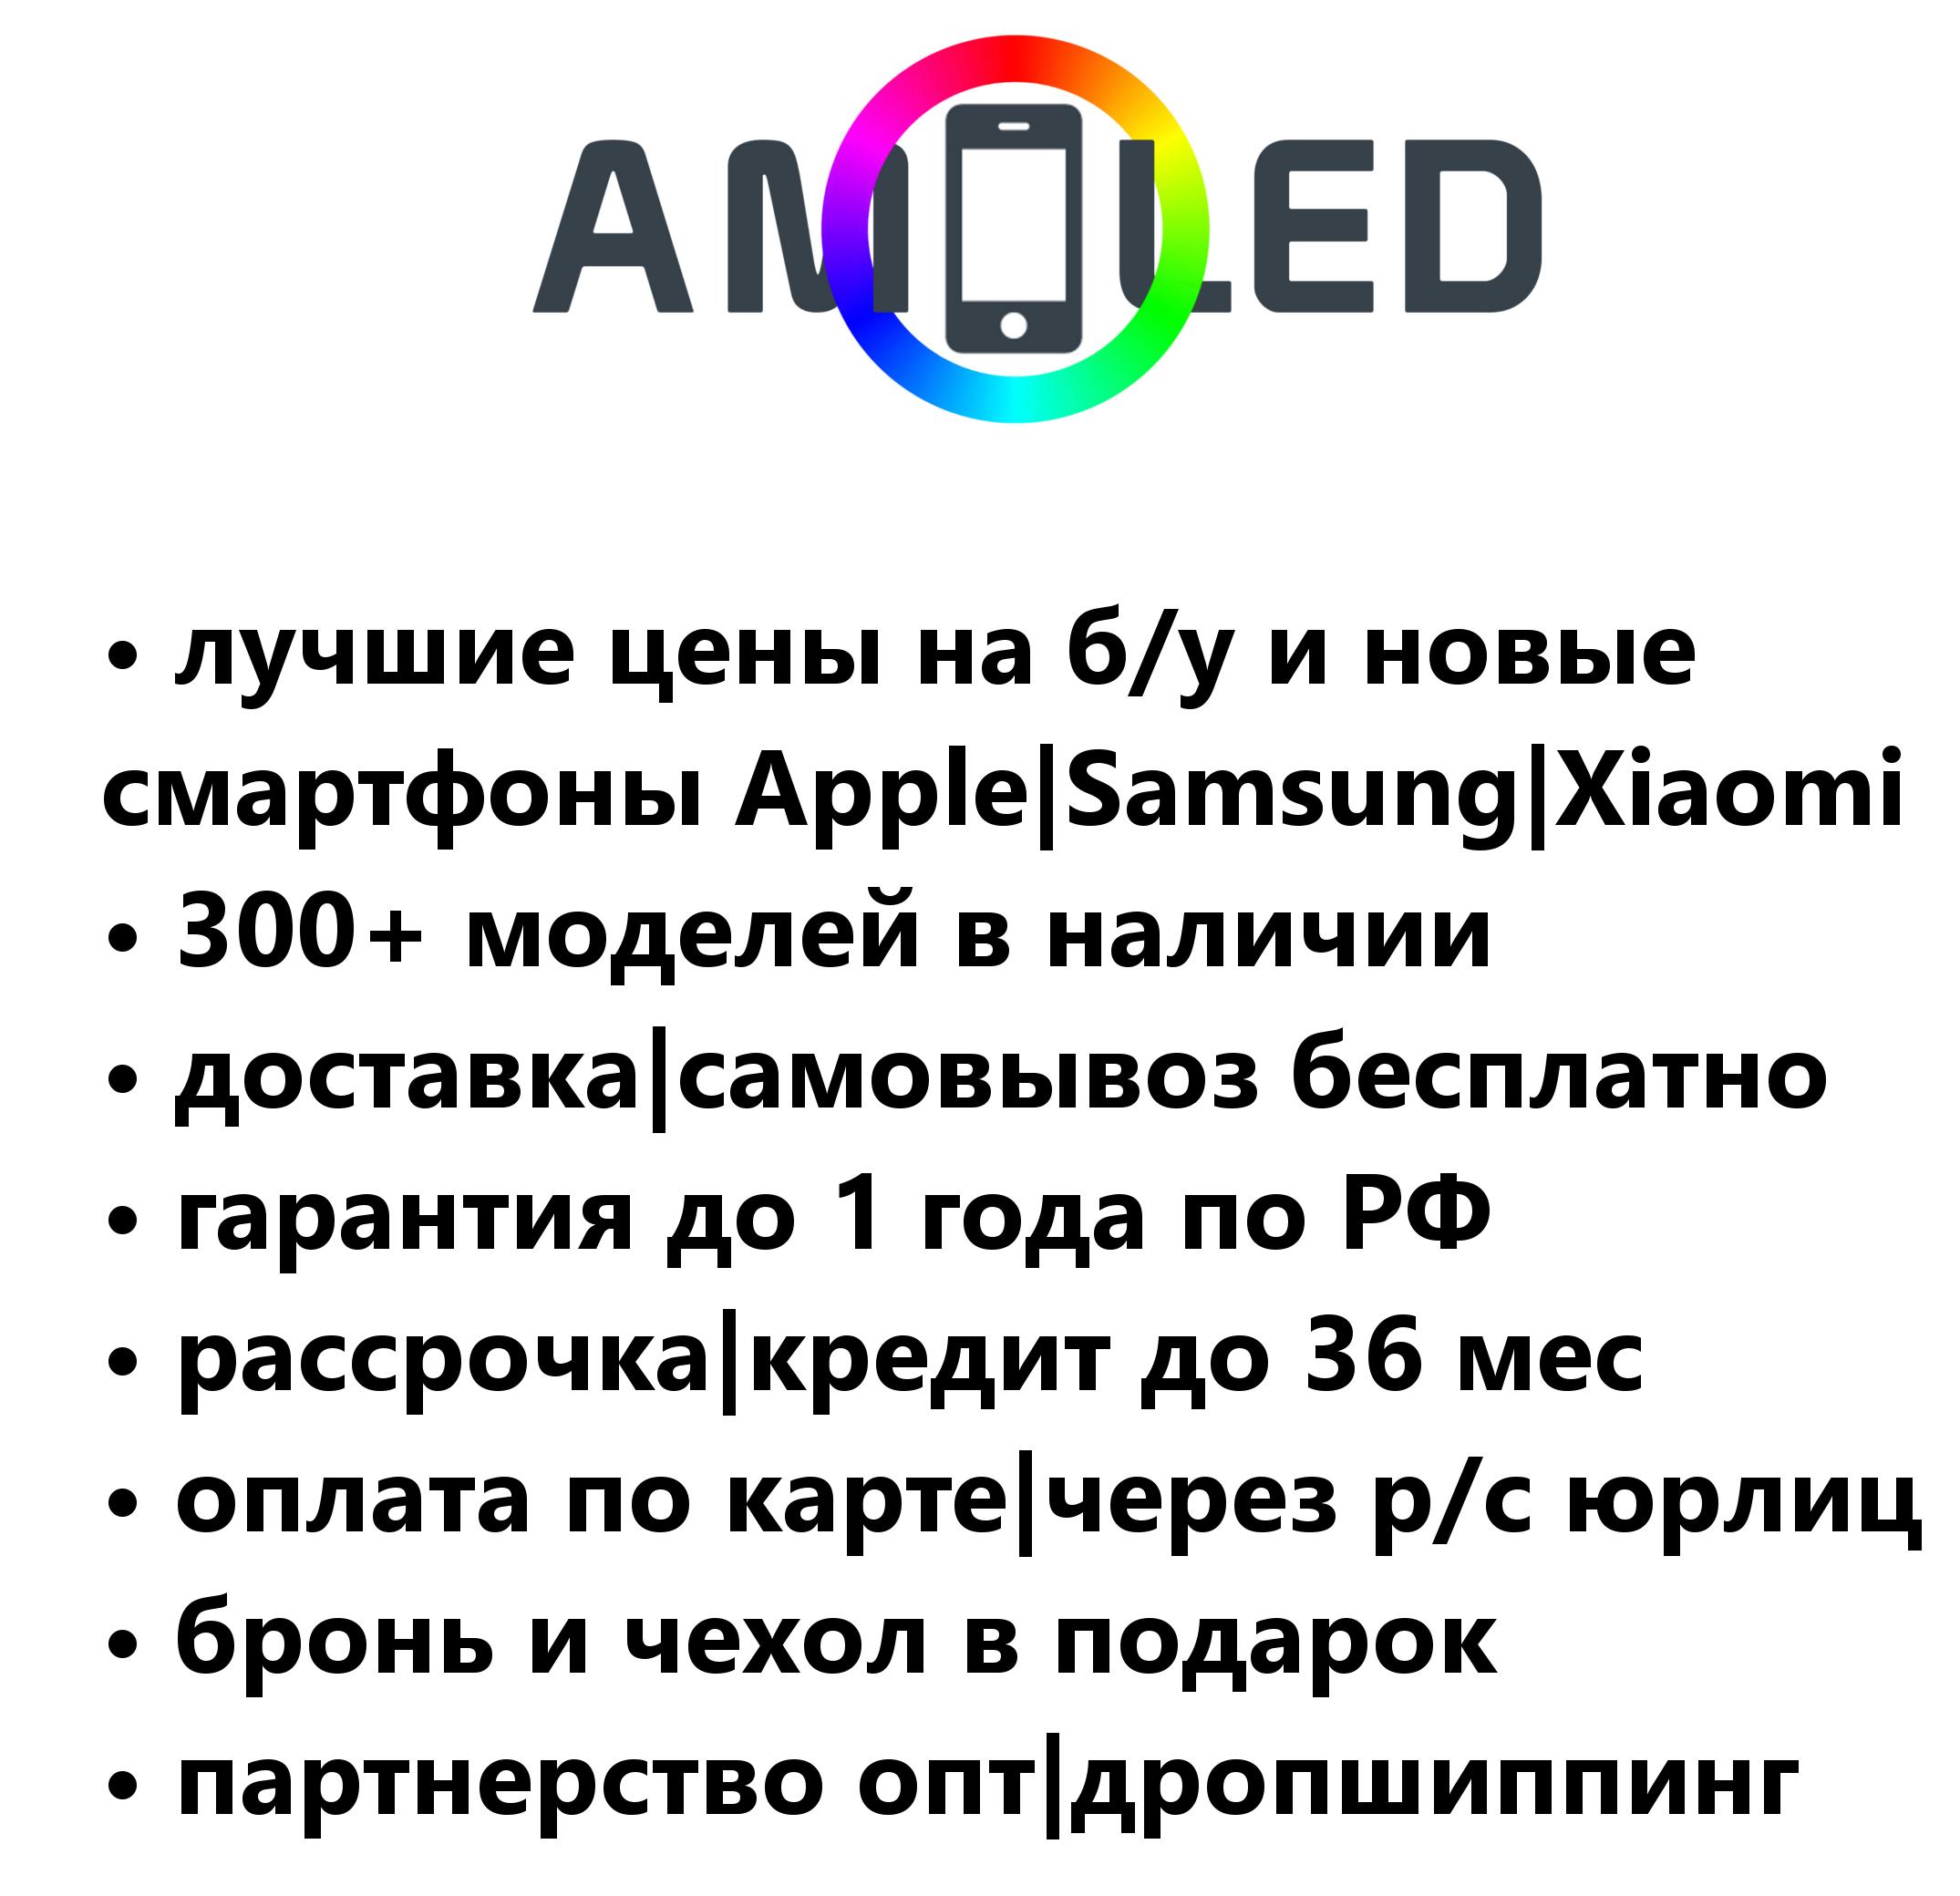 AMOLED
• лучшие цены на б/у и новые
смартфоны Apple|Samsung|Xiaomi
• 300+ моделей в наличии
• доставка|самовывоз бесплатно
• гарантия до 1 года по РФ
• рассрочка|кредит до 36 мес
• оплата по карте|через р/с юрлиц
• бронь и чехол в подарок
• партнерство опт|дропшиппинг